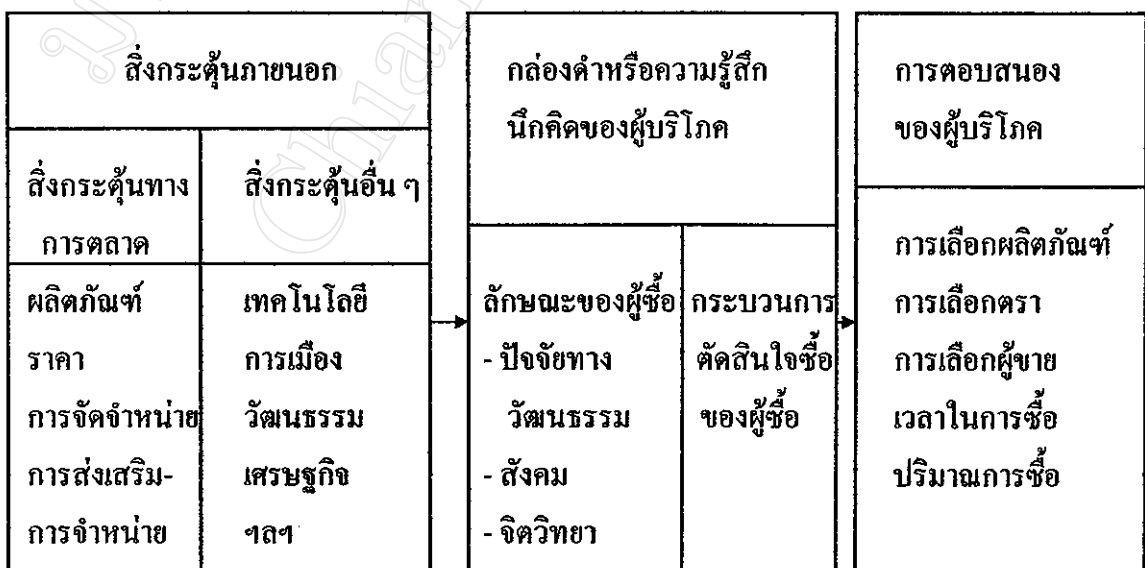 สิ่งกระตุ้นภายนอก
สิ่งกระตุ้นทาง
การตลาด
สิ่งกระตุ้นอื่น ๆ
ผลิตภัณฑ์
ราคา
การจัดจำหน่าย
การส่งเสริม-
การจำหน่าย
เทคโนโลยี
การเมือง
วัฒนธรรม
เศรษฐกิจ
ฯลฯ
กล่องดำหรือความรู้สึก
นึกคิดของผู้บริโภค
ลักษณะของผู้ซื้อ
- ปัจจัยทาง
วัฒนธรรม
- สังคม
- จิตวิทยา
กระบวนการ
ตัดสินใจซื้อ
ของผู้ซื้อ
การตอบสนอง
ของผู้บริโภค
การเลือกผลิตภัณฑ์
การเลือกตรา
การเลือกผู้ขาย
เวลาในการซื้อ
ปริมาณการซื้อ